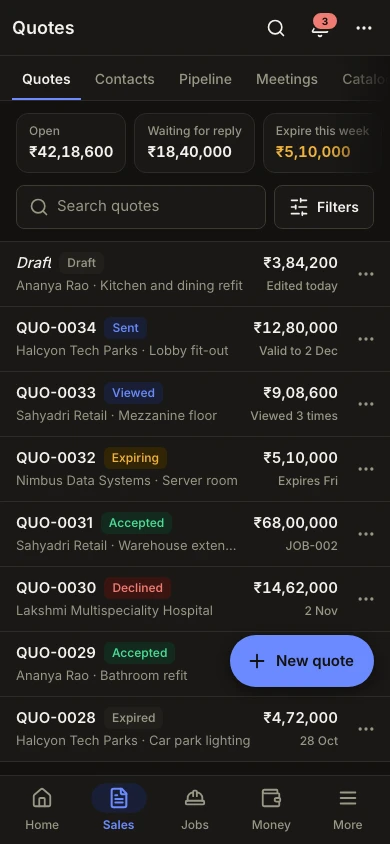 Quotes
3
Quotes Contacts Pipeline Meetings Catalo
Open Waiting for reply Expire this week
₹42,18,600 ₹18,40,000 ₹5,10,000
Search quotes Filters
Draft Draft ₹3,84,200
Ananya Rao · Kitchen and dining refit Edited today
QUO-0034 Sent ₹12,80,000
Halcyon Tech Parks · Lobby fit-out Valid to 2 Dec
QUO-0033 Viewed ₹9,08,600
Sahyadri Retail · Mezzanine floor Viewed 3 times
QUO-0032 Expiring ₹5,10,000
Nimbus Data Systems · Server room Expires Fri
QUO-0031 Accepted ₹68,00,000
Sahyadri Retail · Warehouse exten... JOB-002
QUO-0030 Declined ₹14,62,000
Lakshmi Multispeciality Hospital 2 Nov
QUO-0029 Accepted
Ananya Rao · Bathroom refit
New quote
QUO-0028 Expired ₹4,72,000
Halcyon Tech Parks · Car park lighting 28 Oct
Home Sales Jobs Money More